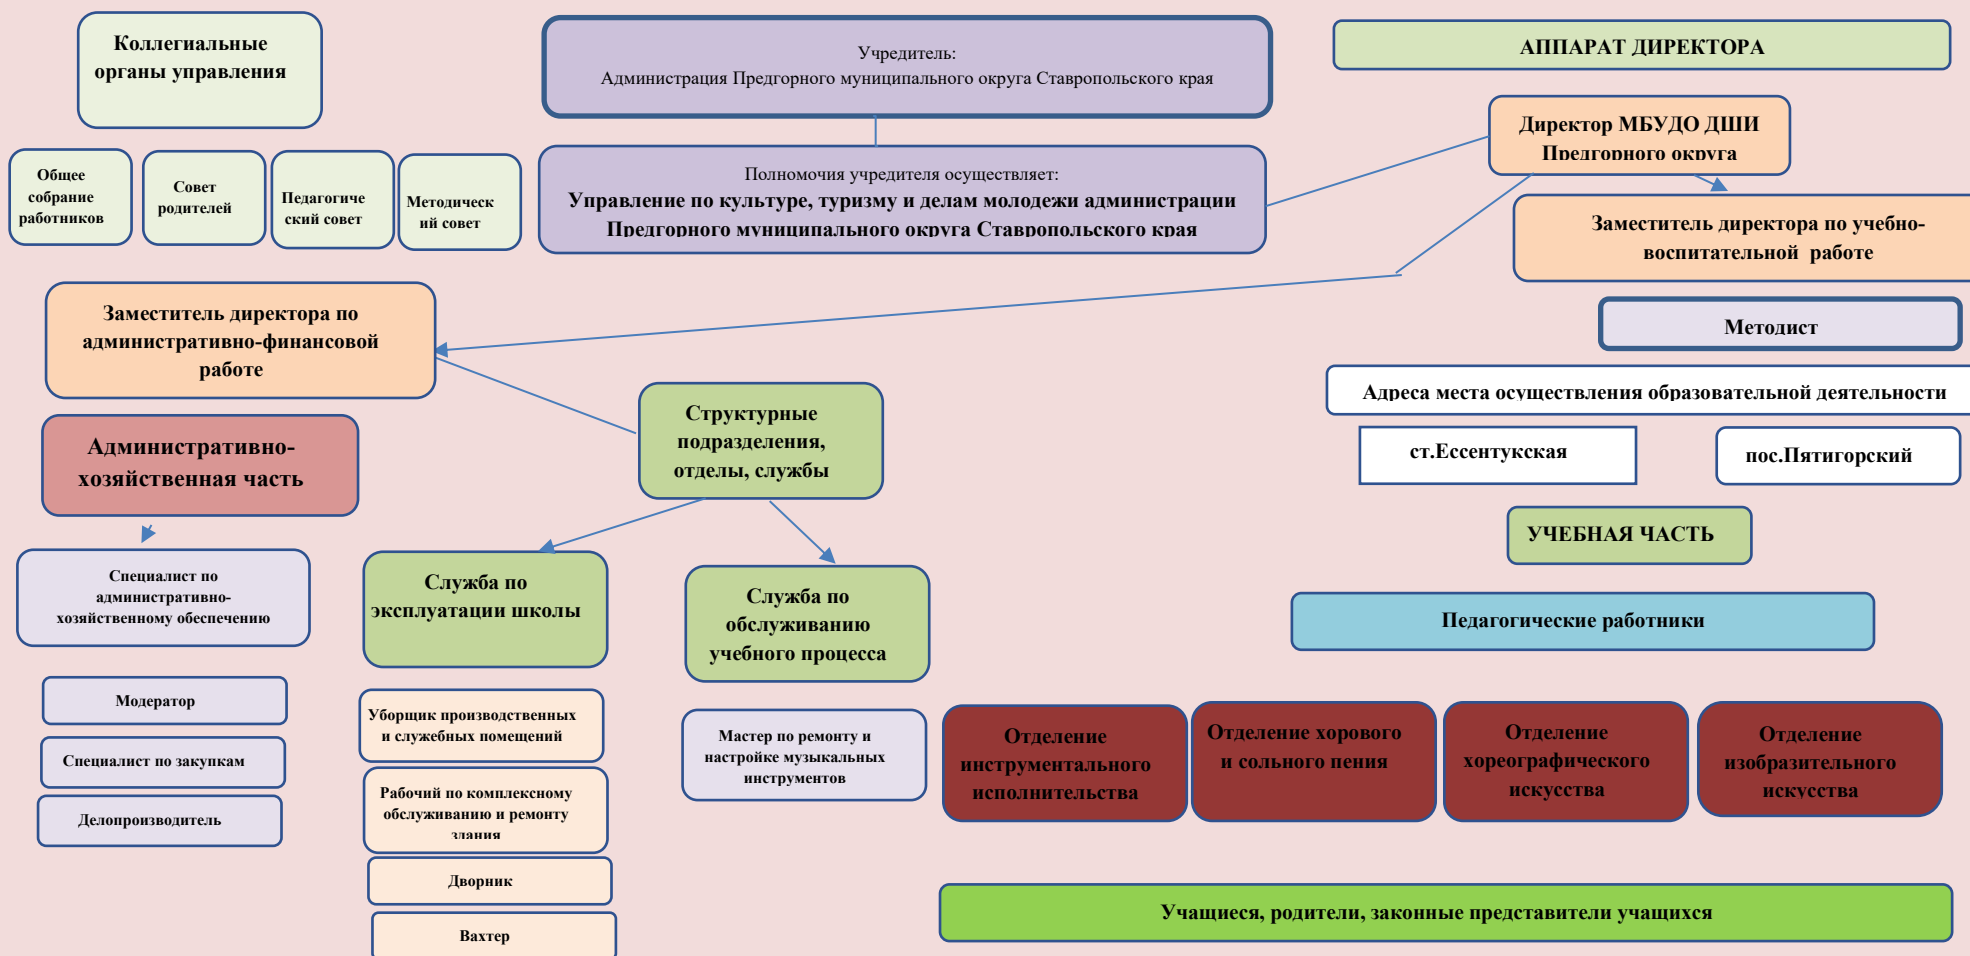 Коллегиальные
органы управления
Учредитель:
Администрация Предгорного муниципального округа Ставропольского края
АППАРАТ ДИРЕКТОРА
Директор МБУДО ДШИ
Предгорного округа
Общее
собрание
работников
Совет
родителей
Педагогиче
ский совет
Методическ
ий совет
Полномочия учредителя осуществляет:
Управление по культуре, туризму и делам молодежи администрации
Предгорного муниципального округа Ставропольского края
Заместитель директора по учебно-
воспитательной работе
Заместитель директора по
административно-финансовой
работе
Методист
Адреса места осуществления образовательной деятельности
ст.Ессентукская
пос.Пятигорский
Структурные
подразделения,
отделы, службы
Административно-
хозяйственная часть
УЧЕБНАЯ ЧАСТЬ
Специалист по
административно-
хозяйственному обеспечению
Служба по
эксплуатации школы
Служба по
обслуживанию
учебного процесса
Педагогические работники
Модератор
Специалист по закупкам
Делопроизводитель
Уборщик производственных
и служебных помещений
Рабочий по комплексному
обслуживанию и ремонту
здания
Дворник
Вахтер
Мастер по ремонту и
настройке музыкальных
инструментов
Отделение
инструментального
исполнительства
Отделение хорового
и сольного пения
Отделение
хореографического
искусства
Отделение
изобразительного
искусства
Учащиеся, родители, законные представители учащихся